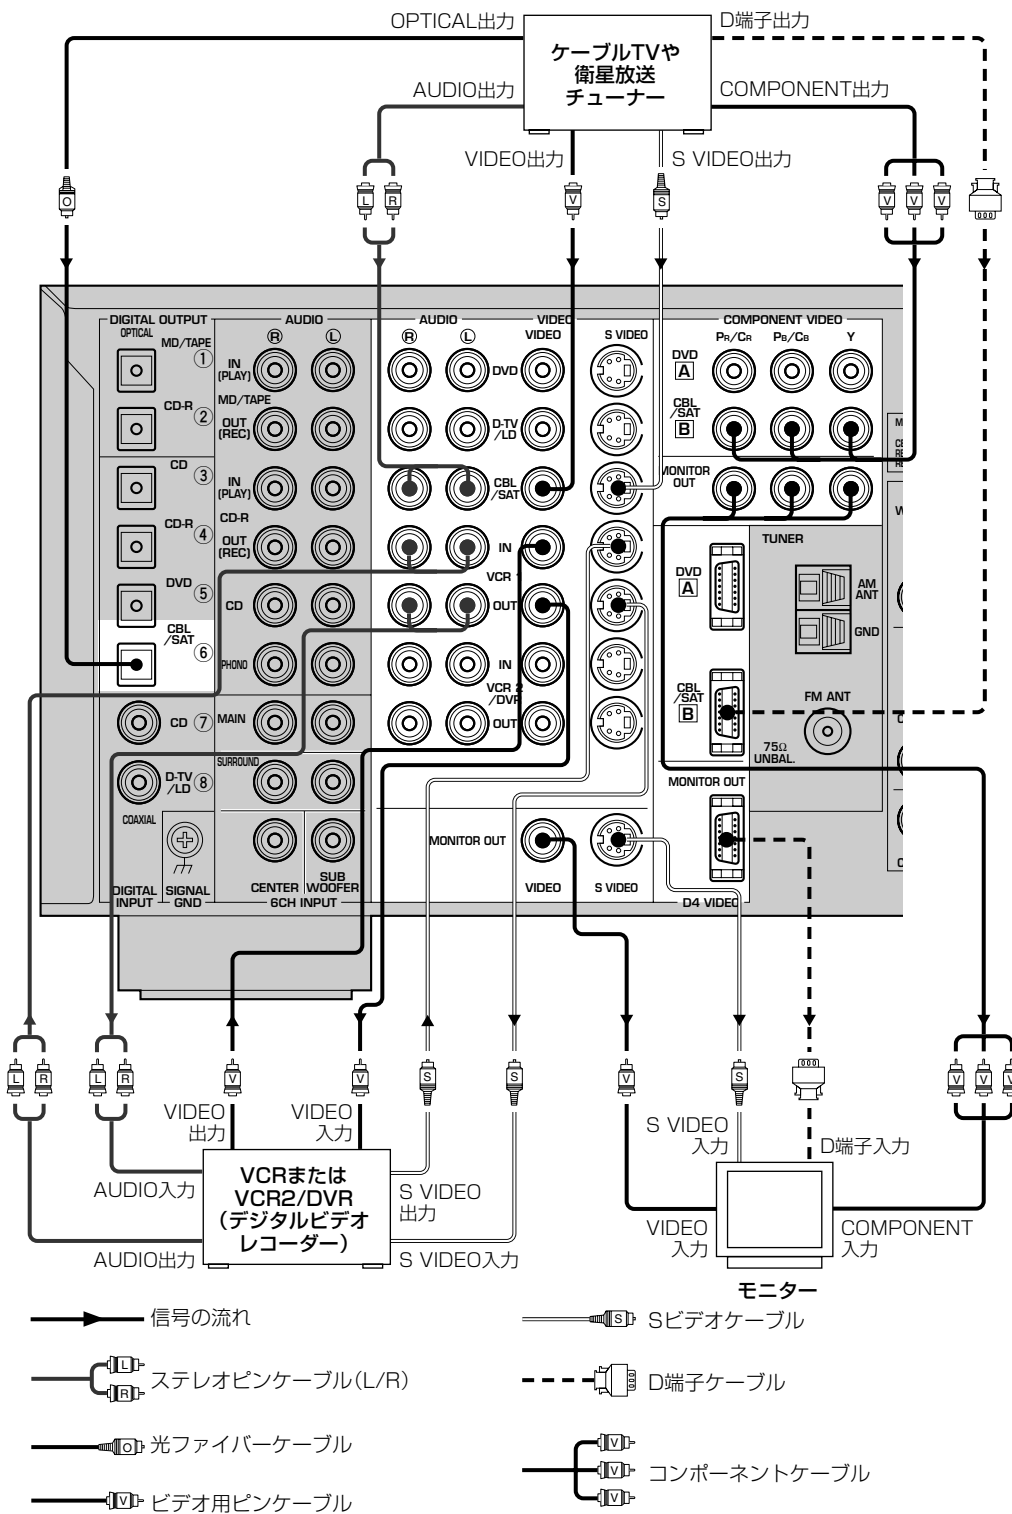 OPTICAL出力
D端子出力
ケーブルTVや
衛星放送
チューナー
AUDIO出力
COMPONENT出力
VIDEO出力
S VIDEO出力
O
L
R
V
S
V
V
V
DIGITAL OUTPUT
OPTICAL
MD/TAPE
①
CD-R
②
CD
③
CD-R
④
DVD
⑤
CBL
/SAT
⑥
CD ⑦
D-TV
/LD ⑧
COAXIAL
DIGITAL
INPUT
SIGNAL
GND
AUDIO
R
L
IN
(PLAY)
MD/TAPE
OUT
(REC)
IN
(PLAY)
CD-R
OUT
(REC)
CD
PHONO
MAIN
SURROUND
CENTER
SUB
WOOFER
6CH INPUT
AUDIO
R
L
VIDEO
VIDEO
S VIDEO
DVD
D-TV
/LD
CBL
/SAT
IN
VCR 1
OUT
IN
VCR 2
/DVR
OUT
MONITOR OUT
VIDEO
S VIDEO
COMPONENT VIDEO
PR/CR
PB/CB
Y
DVD
A
CBL
/SAT
B
MONITOR
OUT
DVD
A
CBL
/SAT
B
MONITOR OUT
D4 VIDEO
TUNER
AM
ANT
GND
FM ANT
75Ω
UNBAL.
L
R
L
R
V
V
S
S
V
S
V
V
V
VIDEO
出力
VIDEO
入力
AUDIO入力
AUDIO出力
VCRまたは
VCR2/DVR
(デジタルビデオ
レコーダー)
S VIDEO
出力
S VIDEO入力
S VIDEO
入力
D端子入力
VIDEO
入力
COMPONENT
入力
モニター
信号の流れ
S
Sビデオケーブル
L
R
ステレオピンケーブル(L/R)
D端子ケーブル
O
光ファイバーケーブル
V
V
V
コンポーネントケーブル
V
ビデオ用ピンケーブル